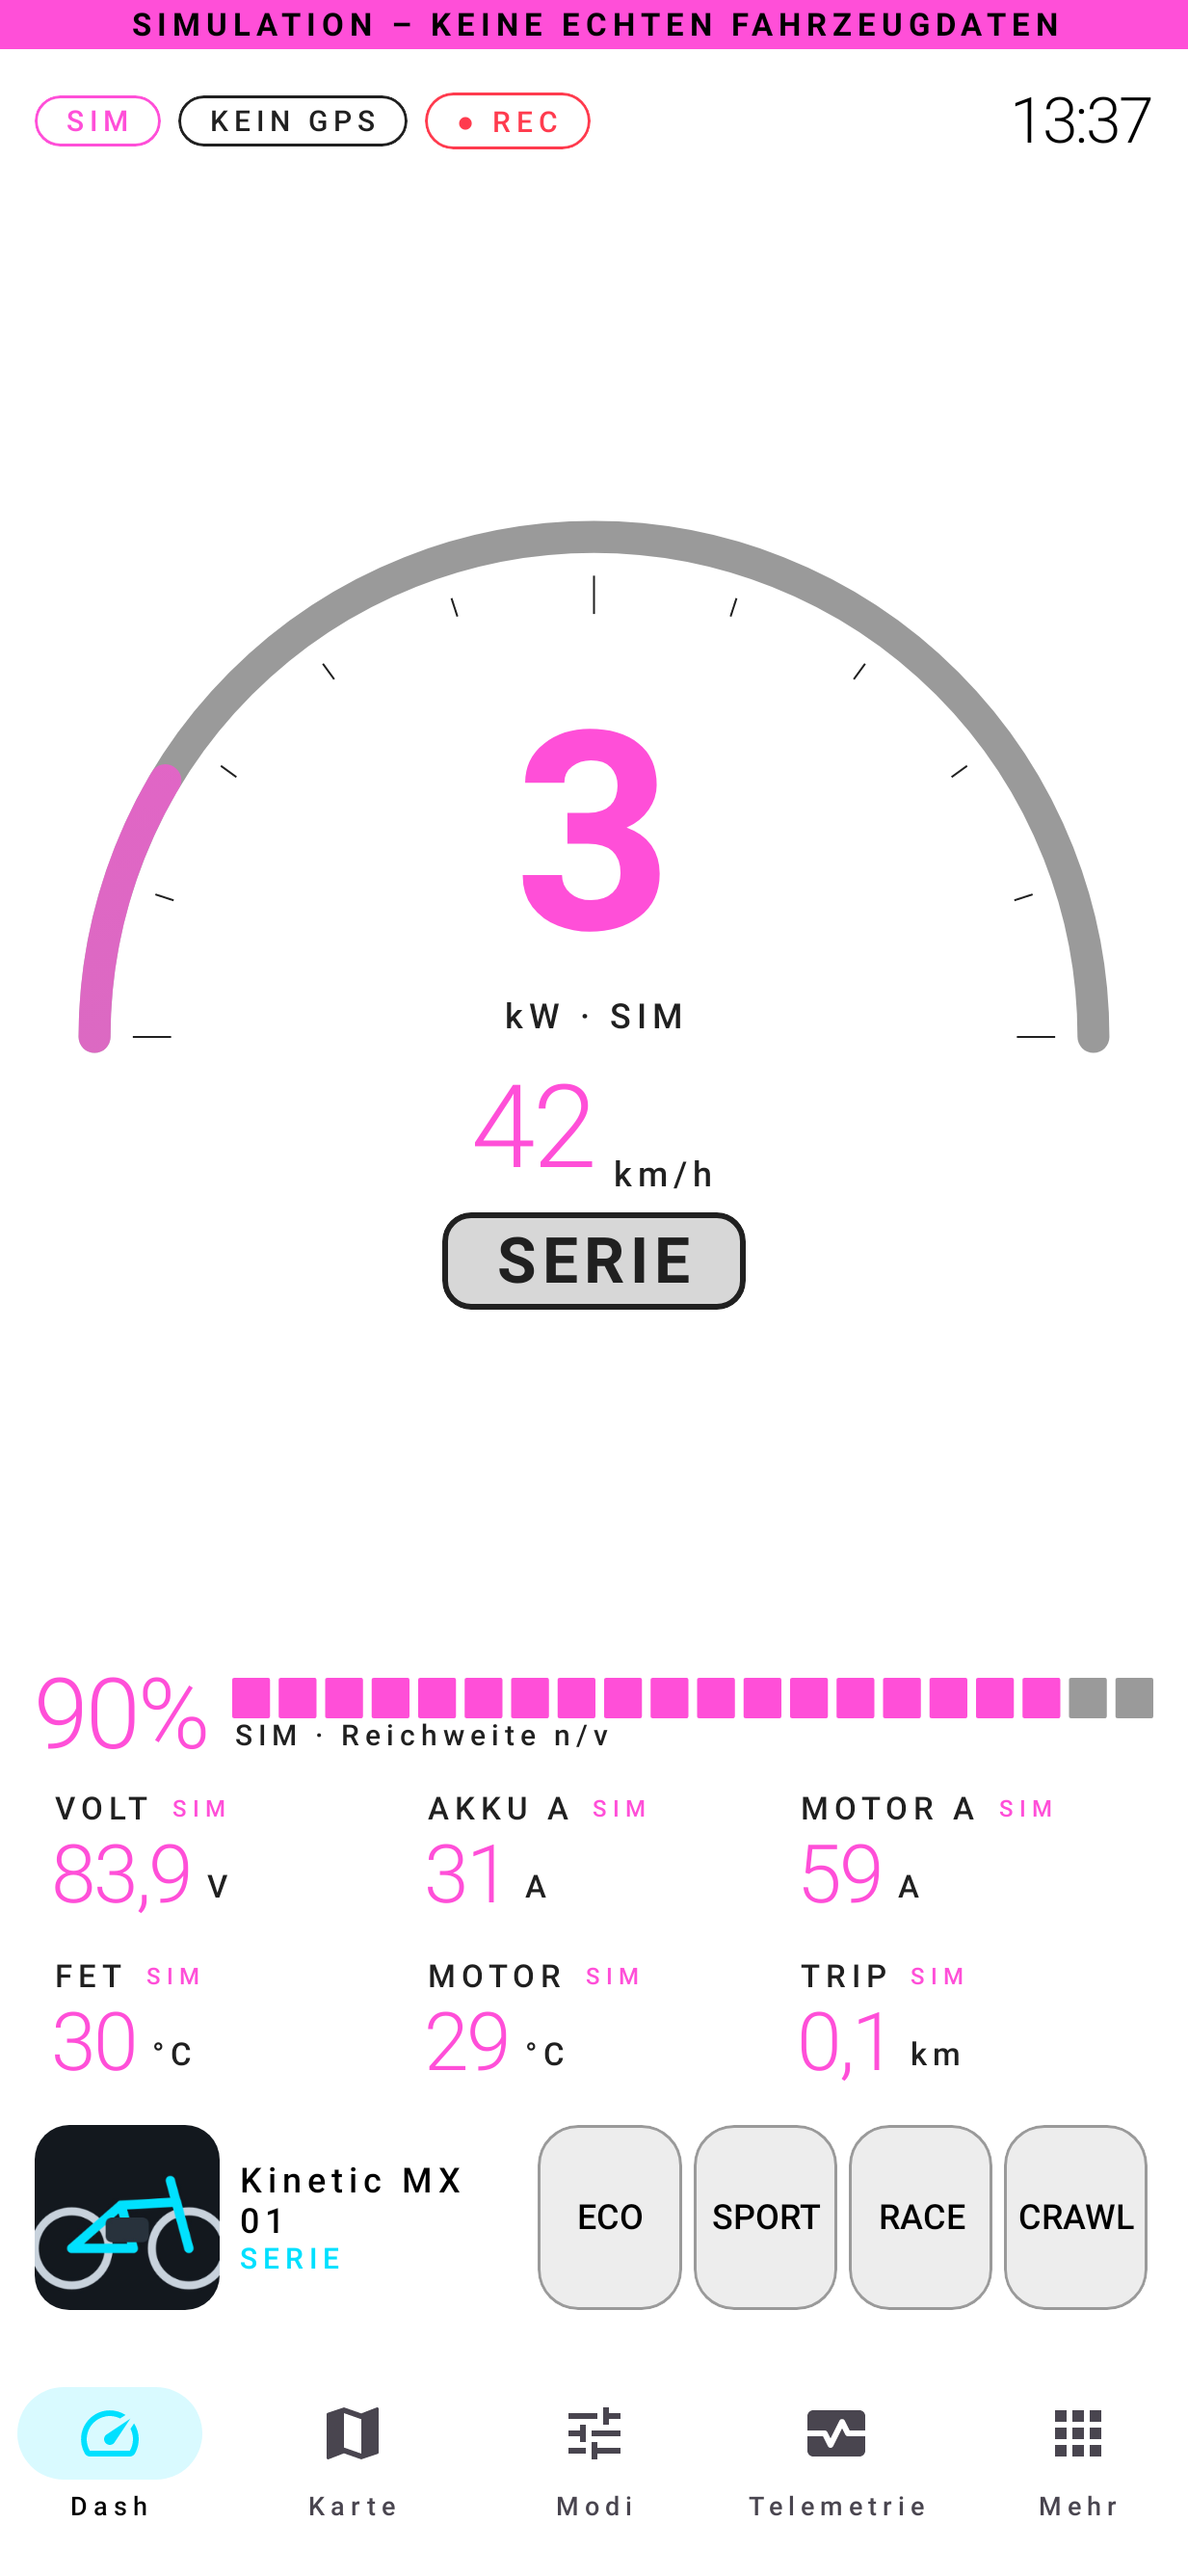 SIMULATION – KEINE ECHTEN FAHRZEUGDATEN
SIM KEIN GPS ● REC 13:37
3
kW · SIM
42 km/h
SERIE
90%
SIM · Reichweite n/v
VOLT SIM AKKU A SIM MOTOR A SIM
83,9 V 31 A 59 A
FET SIM MOTOR SIM TRIP SIM
30 °C 29 °C 0,1 km
Kinetic MX
01
SERIE
ECO SPORT RACE CRAWL
Dash Karte Modi Telemetrie Mehr